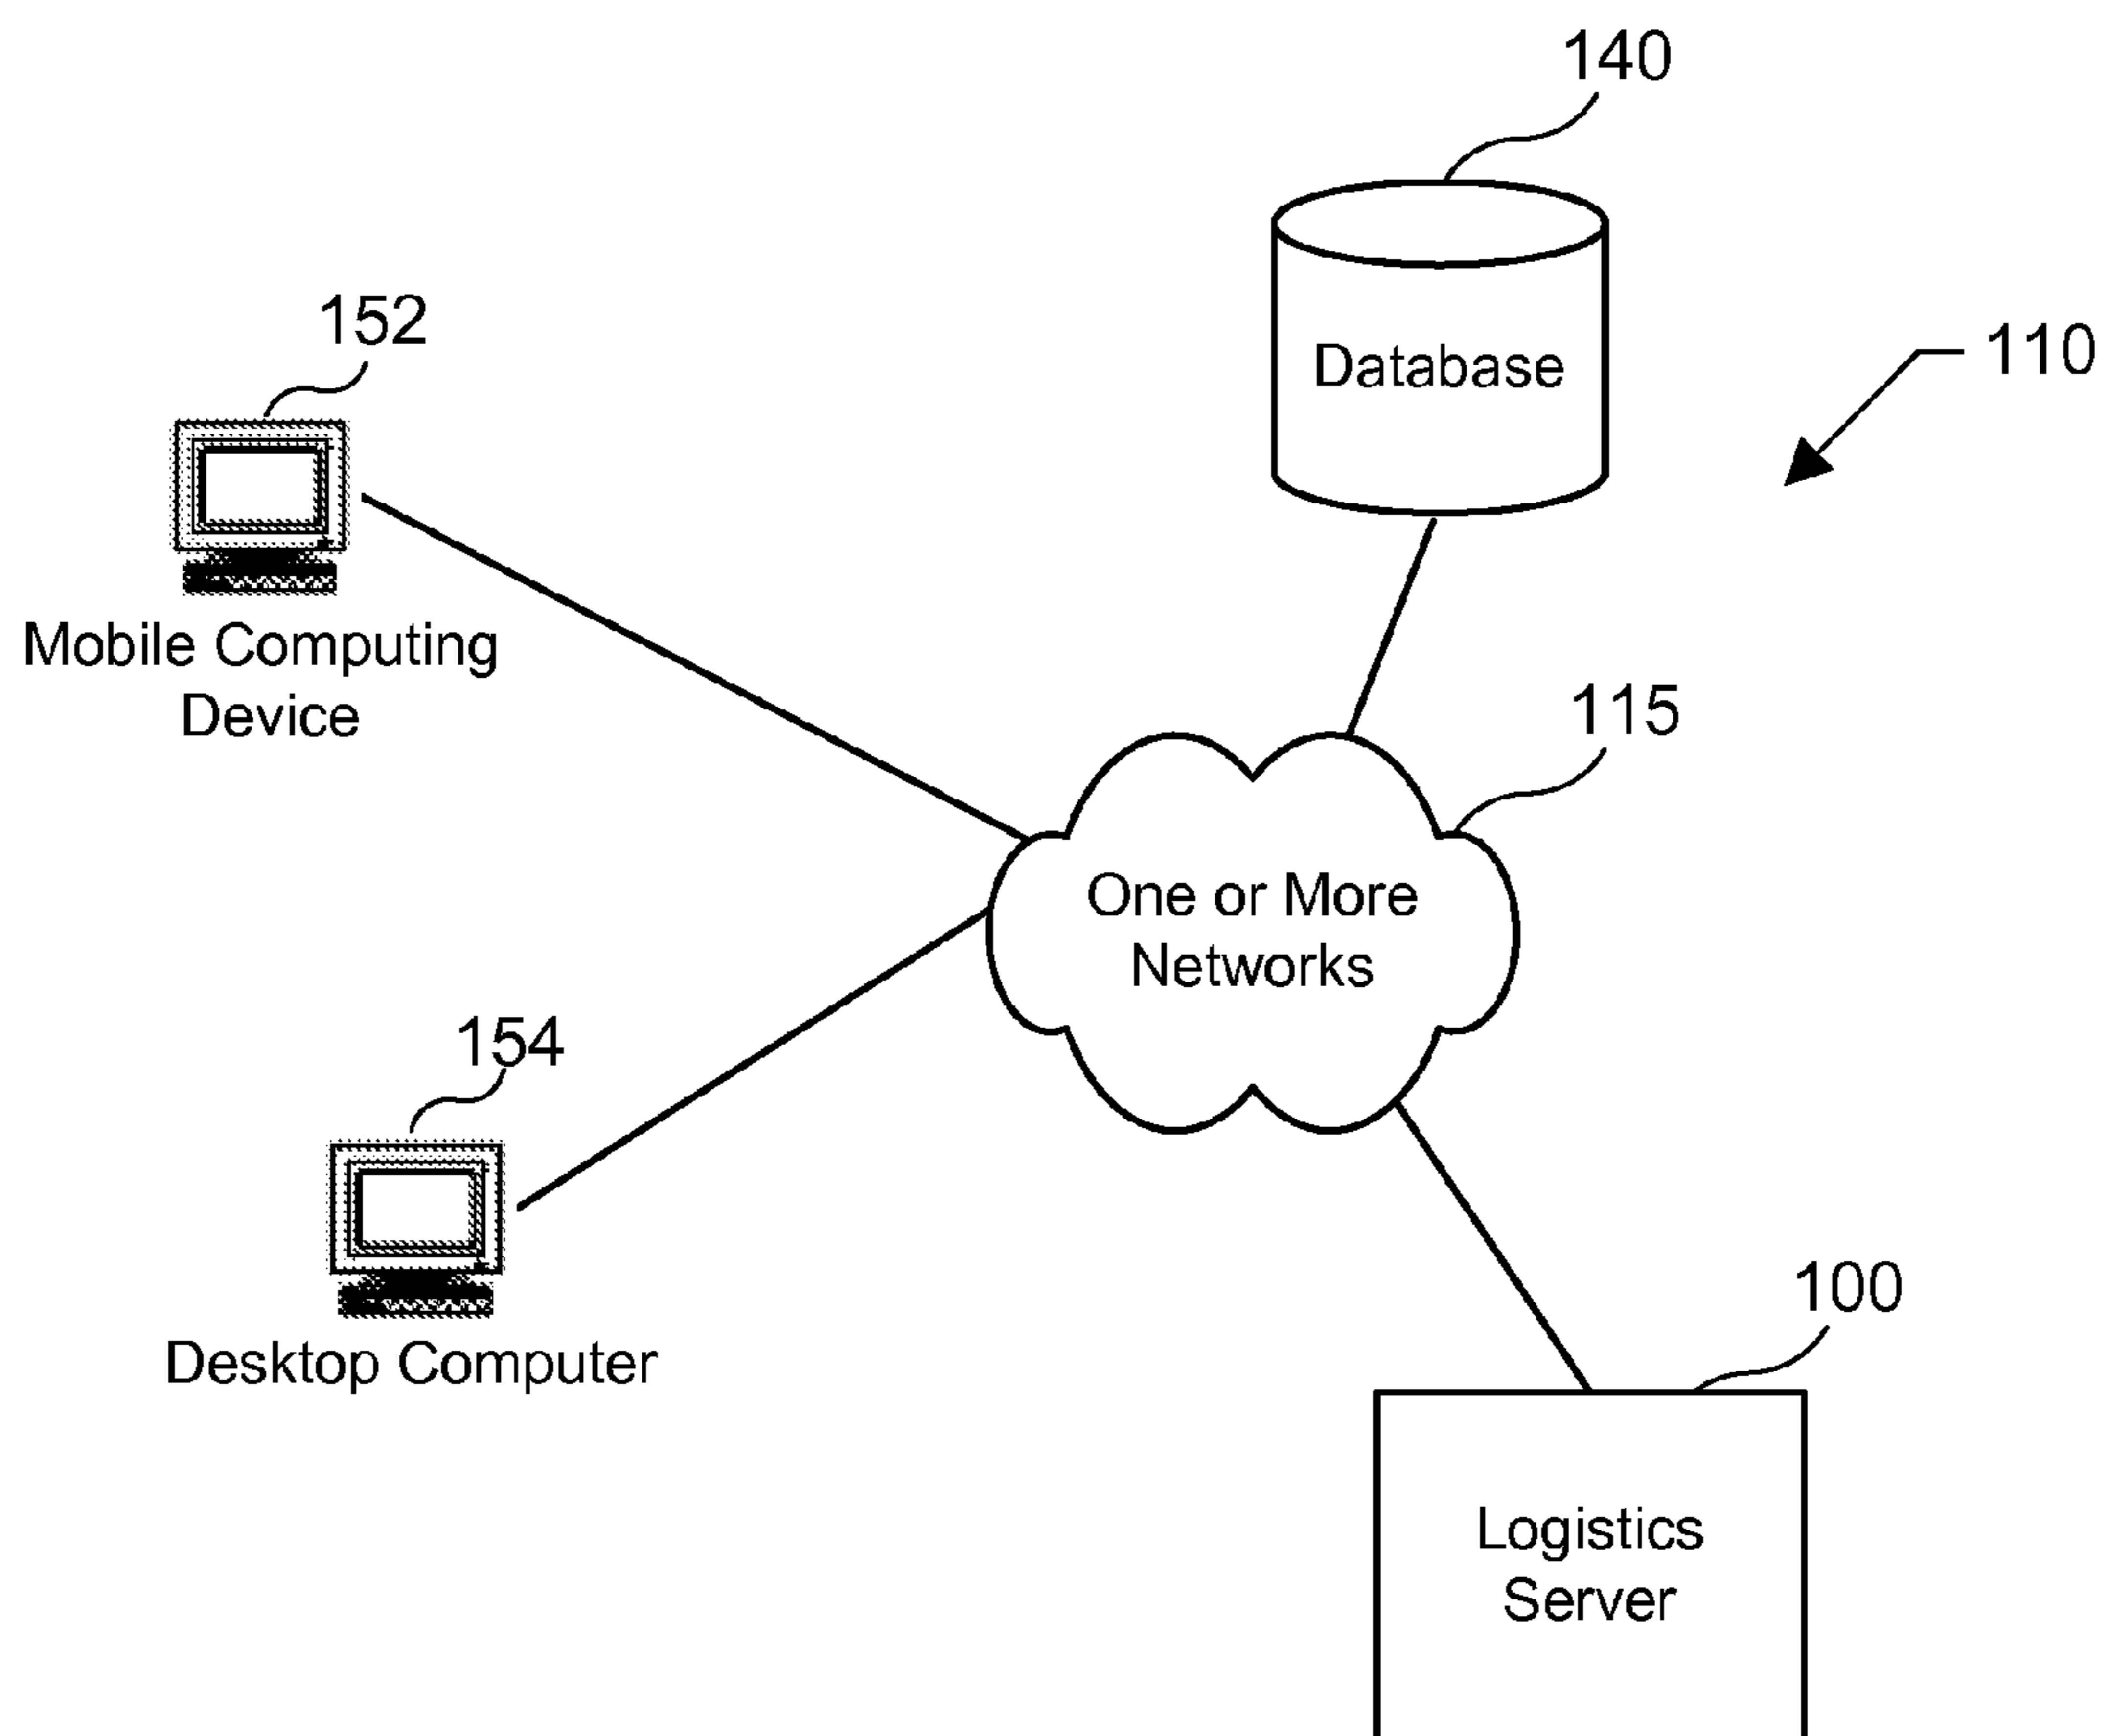 140
152
110
Database
Mobile Computing
Device
115
One or More
Networks
154
Desktop Computer
100
Logistics
Server